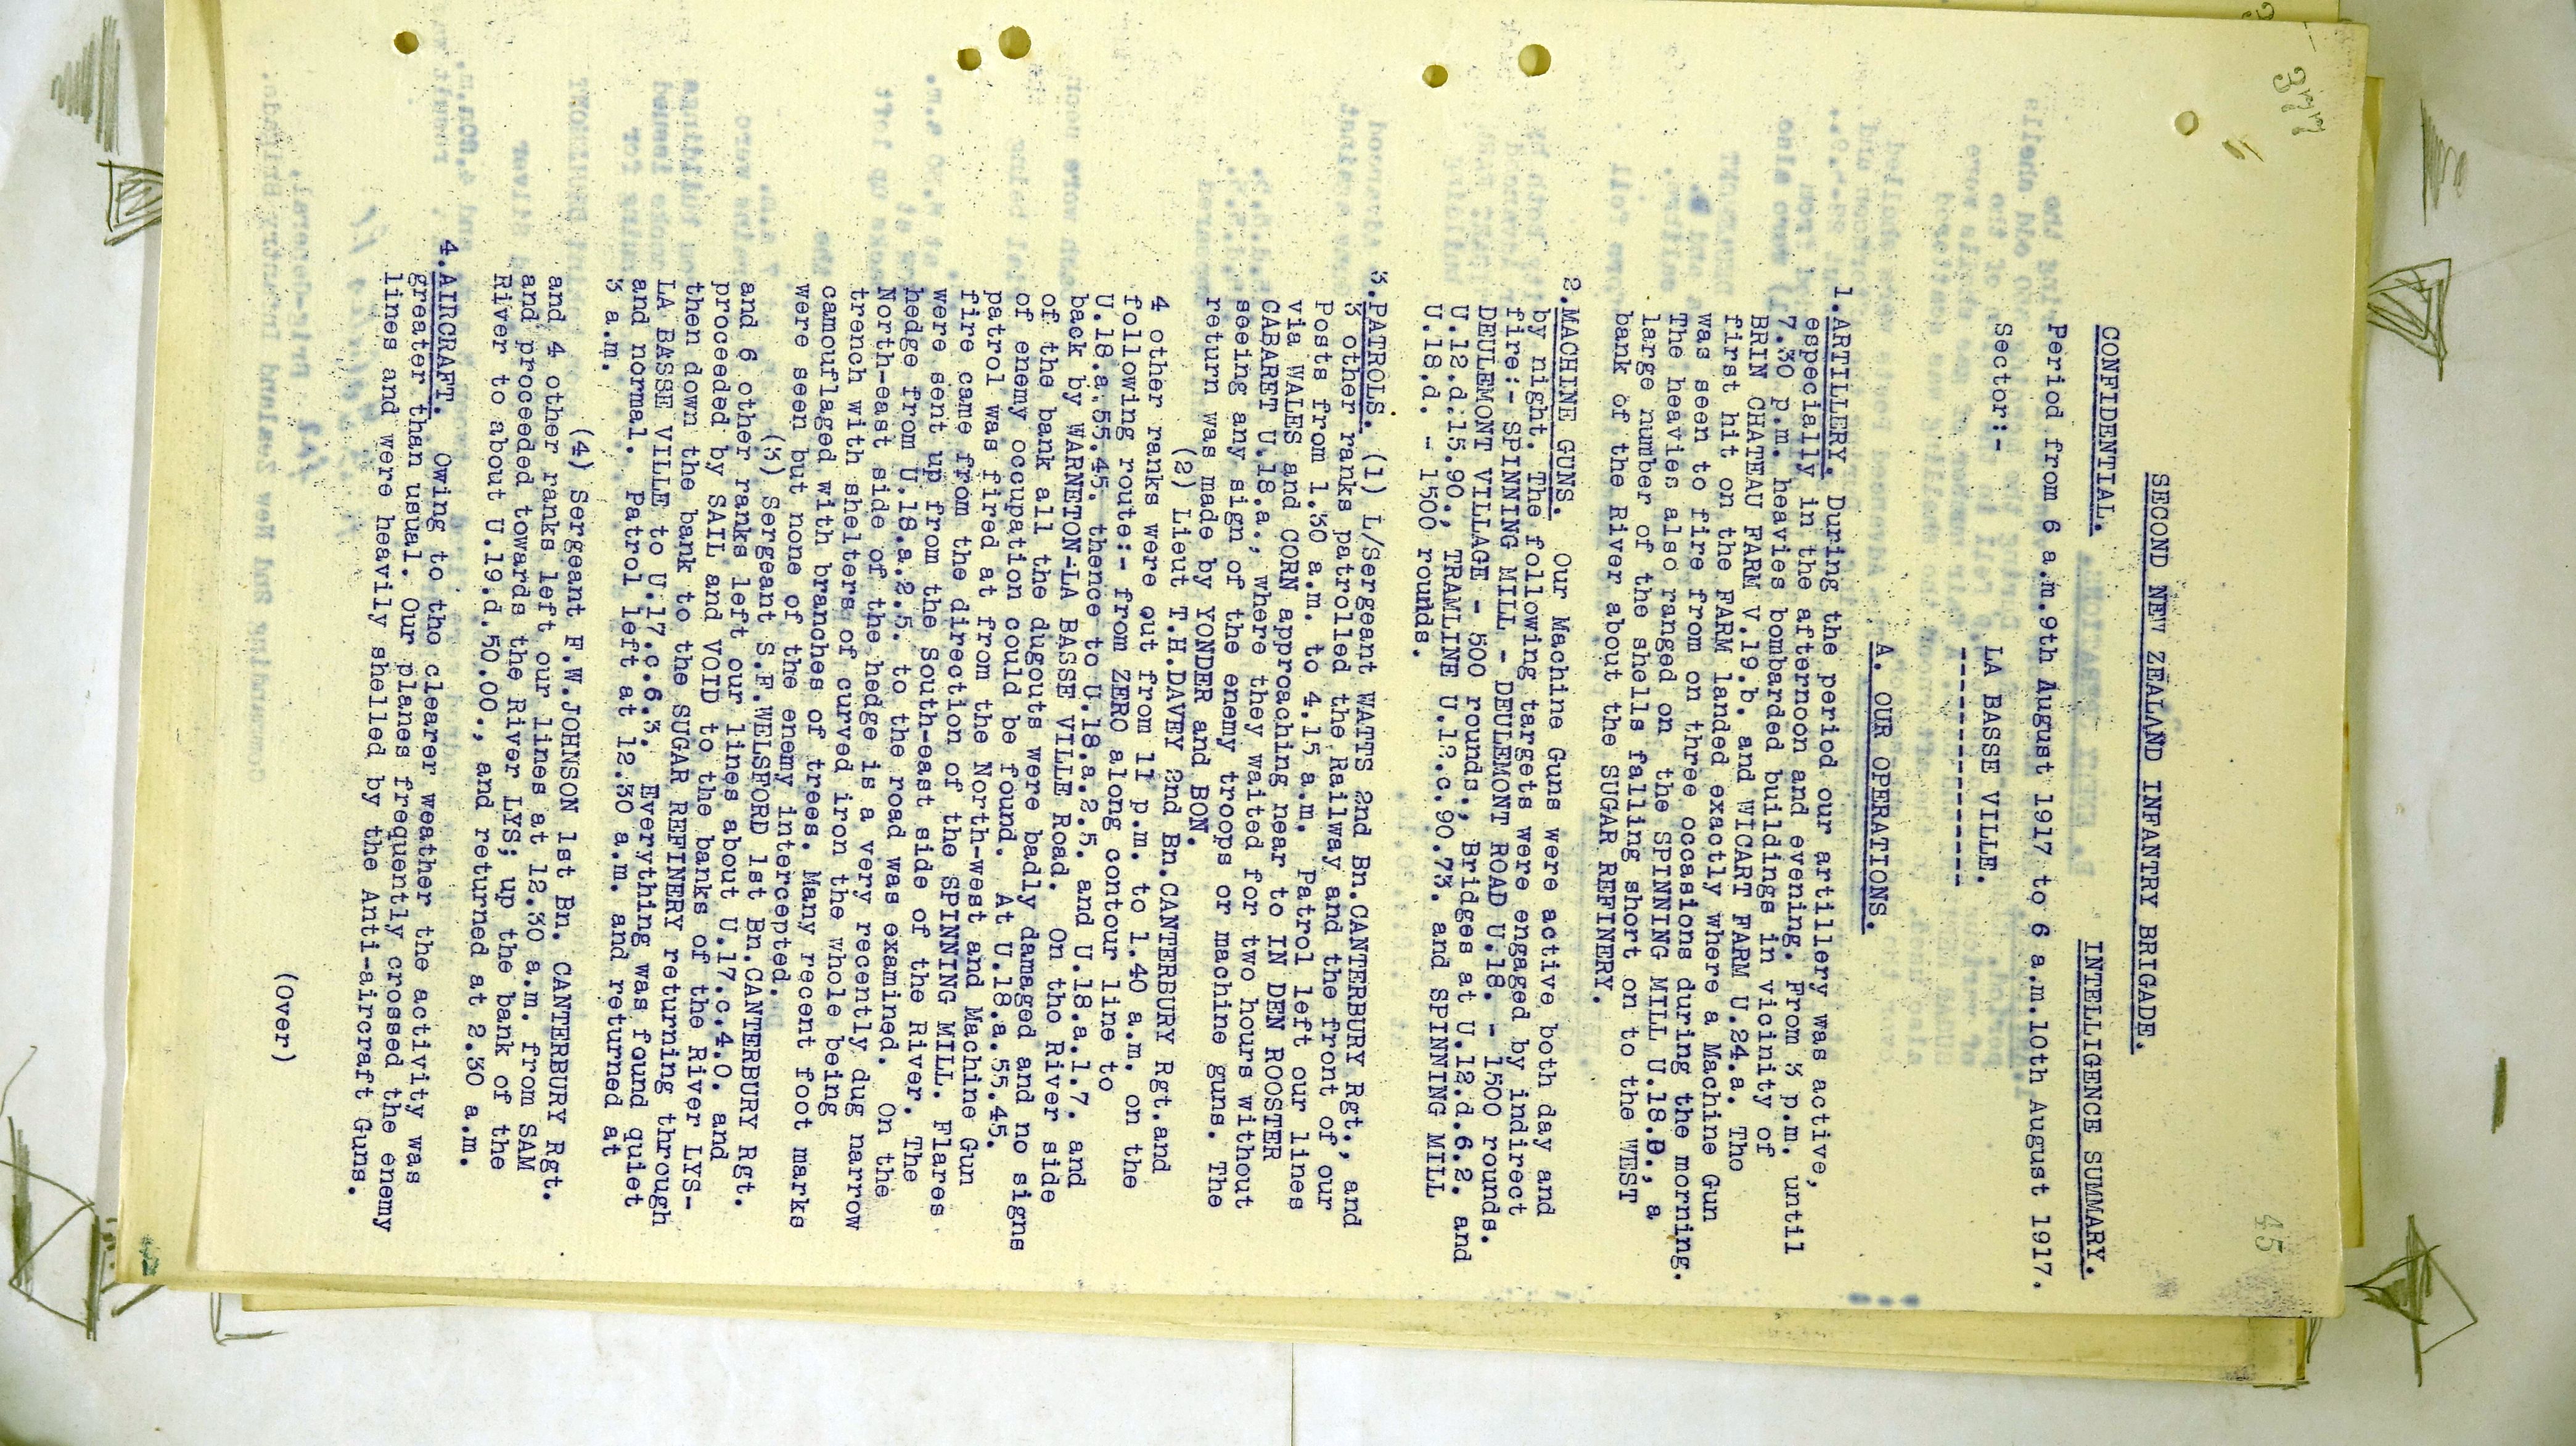 377
45
SECOND NEW ZEALAND INFANTRY BRIGADE.
CONFIDENTIAL. INTELLIGENCE SUMMARY.
Period from 6 a.m.9th August 1917 to 6 a.m.10th August 1917.
Sector:- LA BASSE VILLE.
A. OUR OPERATIONS.
1.ARTILLERY. During the period our artillery was active,
especially in the afternoon and evening. From 3 p.m. until
7.30 p.m. heavies bombarded buildings in vicinity of
BRIN CHATEAU FARM V.19.b. and WICART FARM U.24.a. The
first hit on the FARM landed exactly where a Machine Gun
was seen to fire from on three occasions during the morning.
The heavies also ranged on the SPINNING MILL U.18. , a
large number of the shells falling short on to the WEST
bank of the River about the SUGAR REFINERY.
2.MACHINE GUNS. Our Machine Guns were active both day and
by night. The following targets were engaged by indirect
fire:- SPINNING MILL - DEULEMONT ROAD U.18. - 1500 rounds.
DEULEMONT VILLAGE - 500 rounds., Bridges at U.12.d.6.2. and
U.12.d.15.90., TRAMLINE U.12.c.90.73. and SPINNING MILL
U.18.d. - 1500 rounds.
3.PATROLS. (1) L/Sergeant WATTS 2nd Bn.CANTERBURY Rgt., and
3 other ranks patrolled the Railway and the front of our
Posts from 1.30 a.m. to 4.15 a.m. Patrol left our lines
via WALES and CORN approaching near to IN DEN ROOSTER
CABARET U.18.a., where they waited for two hours without
seeing any sign of the enemy troops or machine guns. The
return was made by YONDER and BON.
(2) Lieut T.H.DAVEY 2nd Bn.CANTERBURY Rgt.and
4 other ranks were out from 11 p.m. to 1.40 a.m. on the
following route:- from ZERO along contour line to
U.18.a.55.45. thence to U.18.a.2.5. and U.18.a.1.7. and
back by WARNETON-LA BASSE VILLE Road. On tho River side
of the bank all the dugouts were badly damaged and no signs
of enemy occupation could be found. At U.18.a.55.45.
patrol was fired at from the North-west and Machine Gun
fire came from the direction of the SPINNING MILL. Flares
were sent up from the South-east side of the River. The
hedge from U.18.a.2.5. to the road was examined. On the
North-east side of the hedge is a very recently dug narrow
trench with shelters of curved iron the whole being
camouflaged with branches of trees. Many recent foot marks
were seen but none of the enemy intercepted.
(3) Sergeant S.F.WELSFORD 1st Bn.CANTERBURY Rgt.
and 6 other ranks left our lines about U.17.c.4.0. and
proceeded by SAIL and VOID to the banks of the River LYS-
then down the bank to the SUGAR REFINERY returning through
LA BASSE VILLE to U.17.c.6.3. Everything was found quiet
and normal. Patrol left at 12.30 a.m. and returned at
3 a.m.
(4) Sergeant F.W.JOHNSON 1st Bn. CANTERBURY Rgt.
and 4 other ranks left our lines at 12.30 a.m. from SAM
and proceeded towards the River LYS; up the bank of the
River to about U.19.d.50.00., and returned at 2.30 a.m.
4.AIRCRAFT. Owing to tho clearer weather the activity was
greater than usual. Our planes frequently crossed the enemy
lines and were heavily shelled by the Anti-aircraft Guns.
(Over)